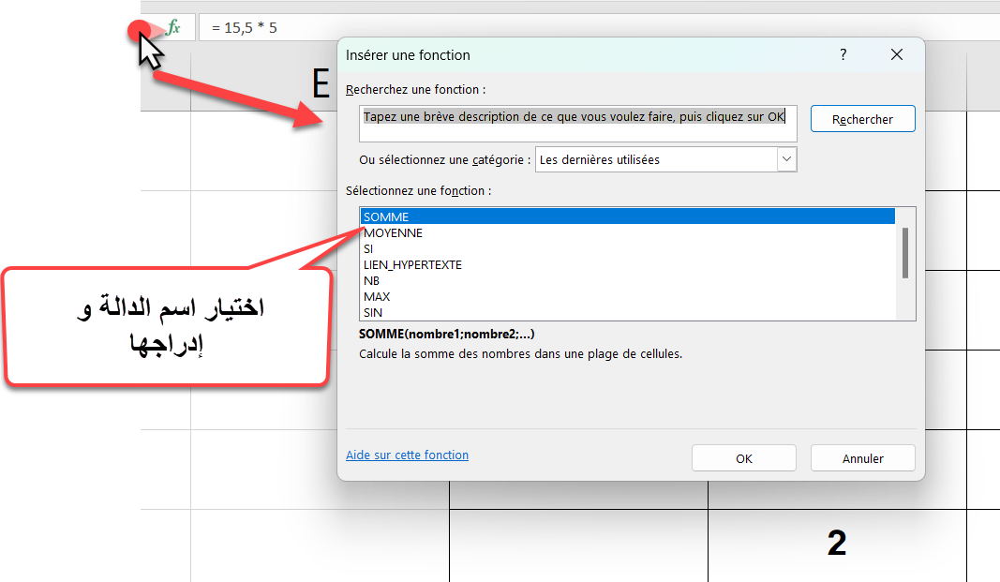 fx = 15,5 * 5
E
Insérer une fonction ?
Recherchez une fonction :
Tapez une brève description de ce que vous voulez faire, puis cliquez sur OK
Rechercher
Ou sélectionnez une catégorie : Les dernières utilisées
Sélectionnez une fonction :
SOMME
MOYENNE
SI
LIEN_HYPERTEXTE
NB
MAX
SIN
اختيار اسم الدالة و
إدراجها
SOMME(nombre1;nombre2;...)
Calcule la somme des nombres dans une plage de cellules.
Aide sur cette fonction
OK
Annuler
2